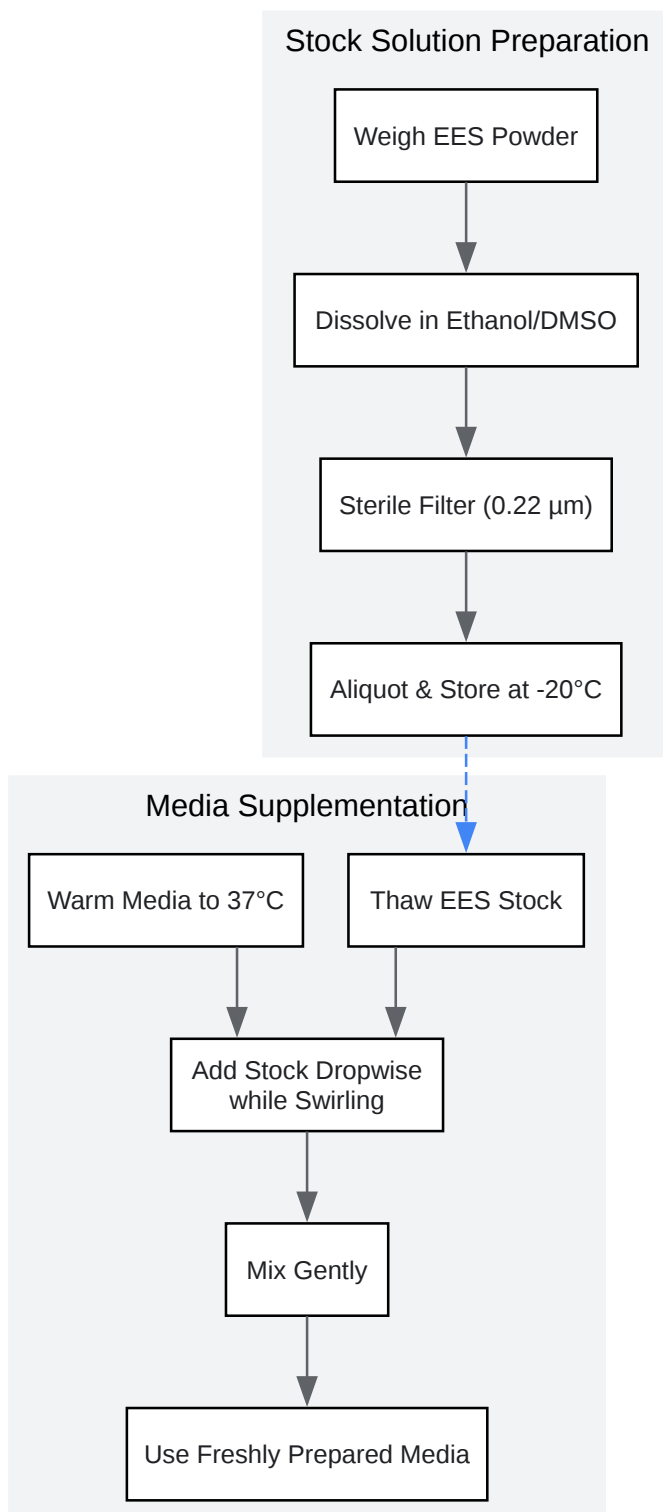 Stock Solution Preparation
Weigh EES Powder
Dissolve in Ethanol/DMSO
Sterile Filter (0.22 µm)
Aliquot & Store at -20°C
Media Supplementation
Warm Media to 37°C
Thaw EES Stock
Add Stock Dropwise
while Swirling
Mix Gently
Use Freshly Prepared Media